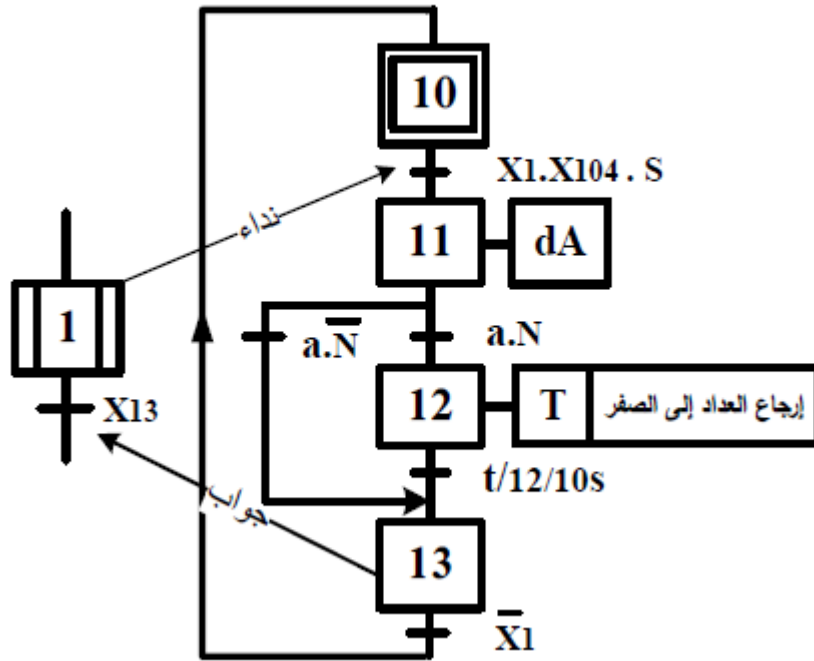 10
X1.X104 . S
نداء
11
dA
1
a.N̅
a.N
X13
12
T
إرجاع العداد إلى الصفر
t/12/10s
جواب
13
X̅1